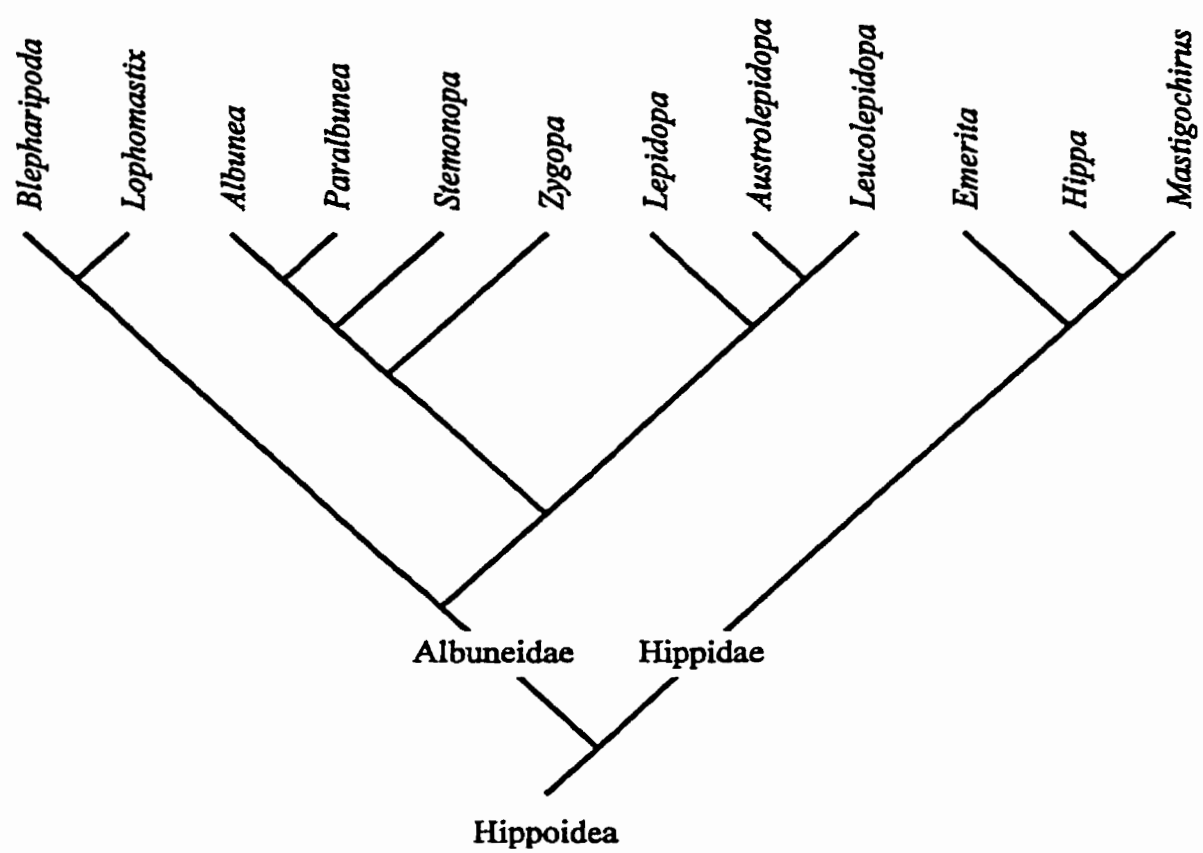 Blepharipoda
Lophomastix
Albunea
Paralbunea
Stemonopa
Zygopa
Lepidopa
Austrolepidopa
Leucolepidopa
Emerita
Hippa
Mastigochirus
Albuneidae
Hippidae
Hippoidea